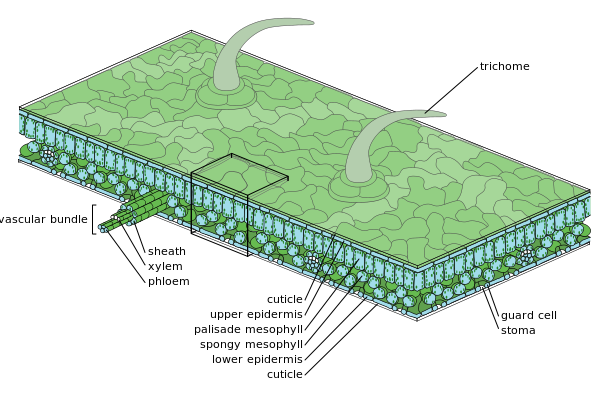 trichome
vascular bundle
sheath
xylem
phloem
cuticle
upper epidermis
palisade mesophyll
spongy mesophyll
lower epidermis
cuticle
guard cell
stoma